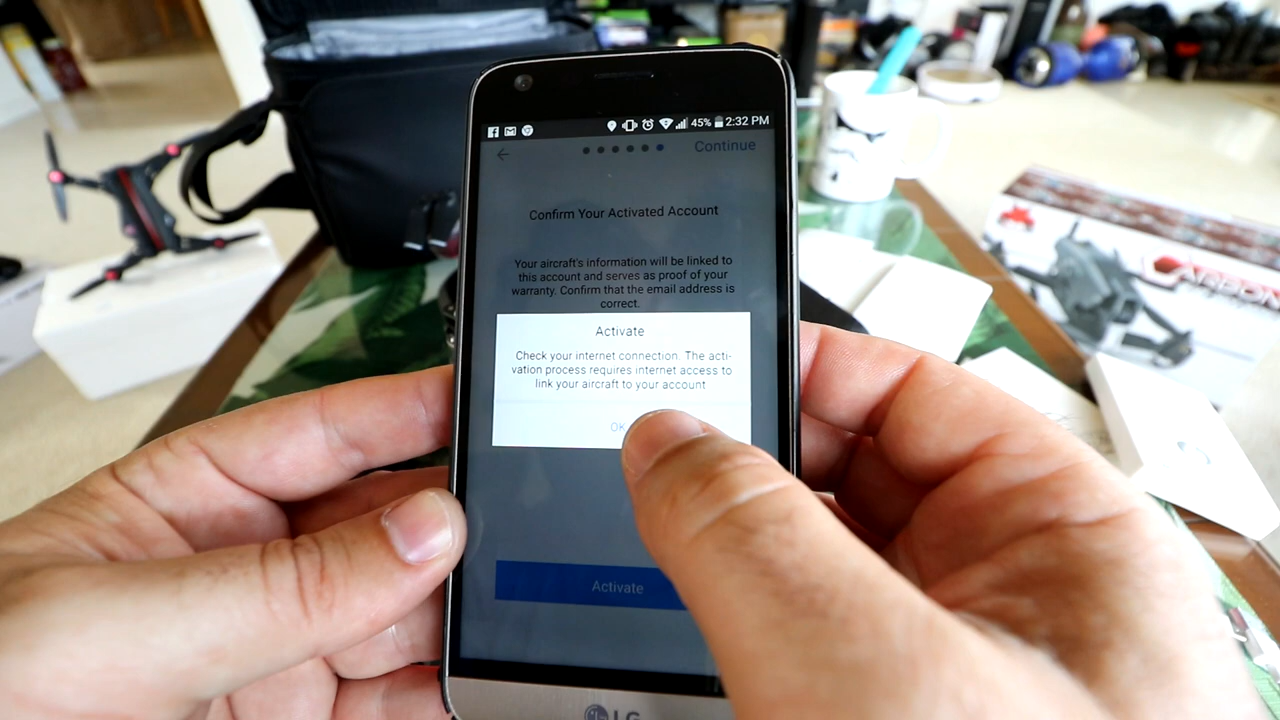 45% 2:32 PM
Continue
Confirm Your Activated Account
Your aircraft's information will be linked to
this account and serves as proof of your
warranty. Confirm that the email address is
correct.
Activate
Check your internet connection. The acti-
vation process requires internet access to
link your aircraft to your account
OK
Activate
LG